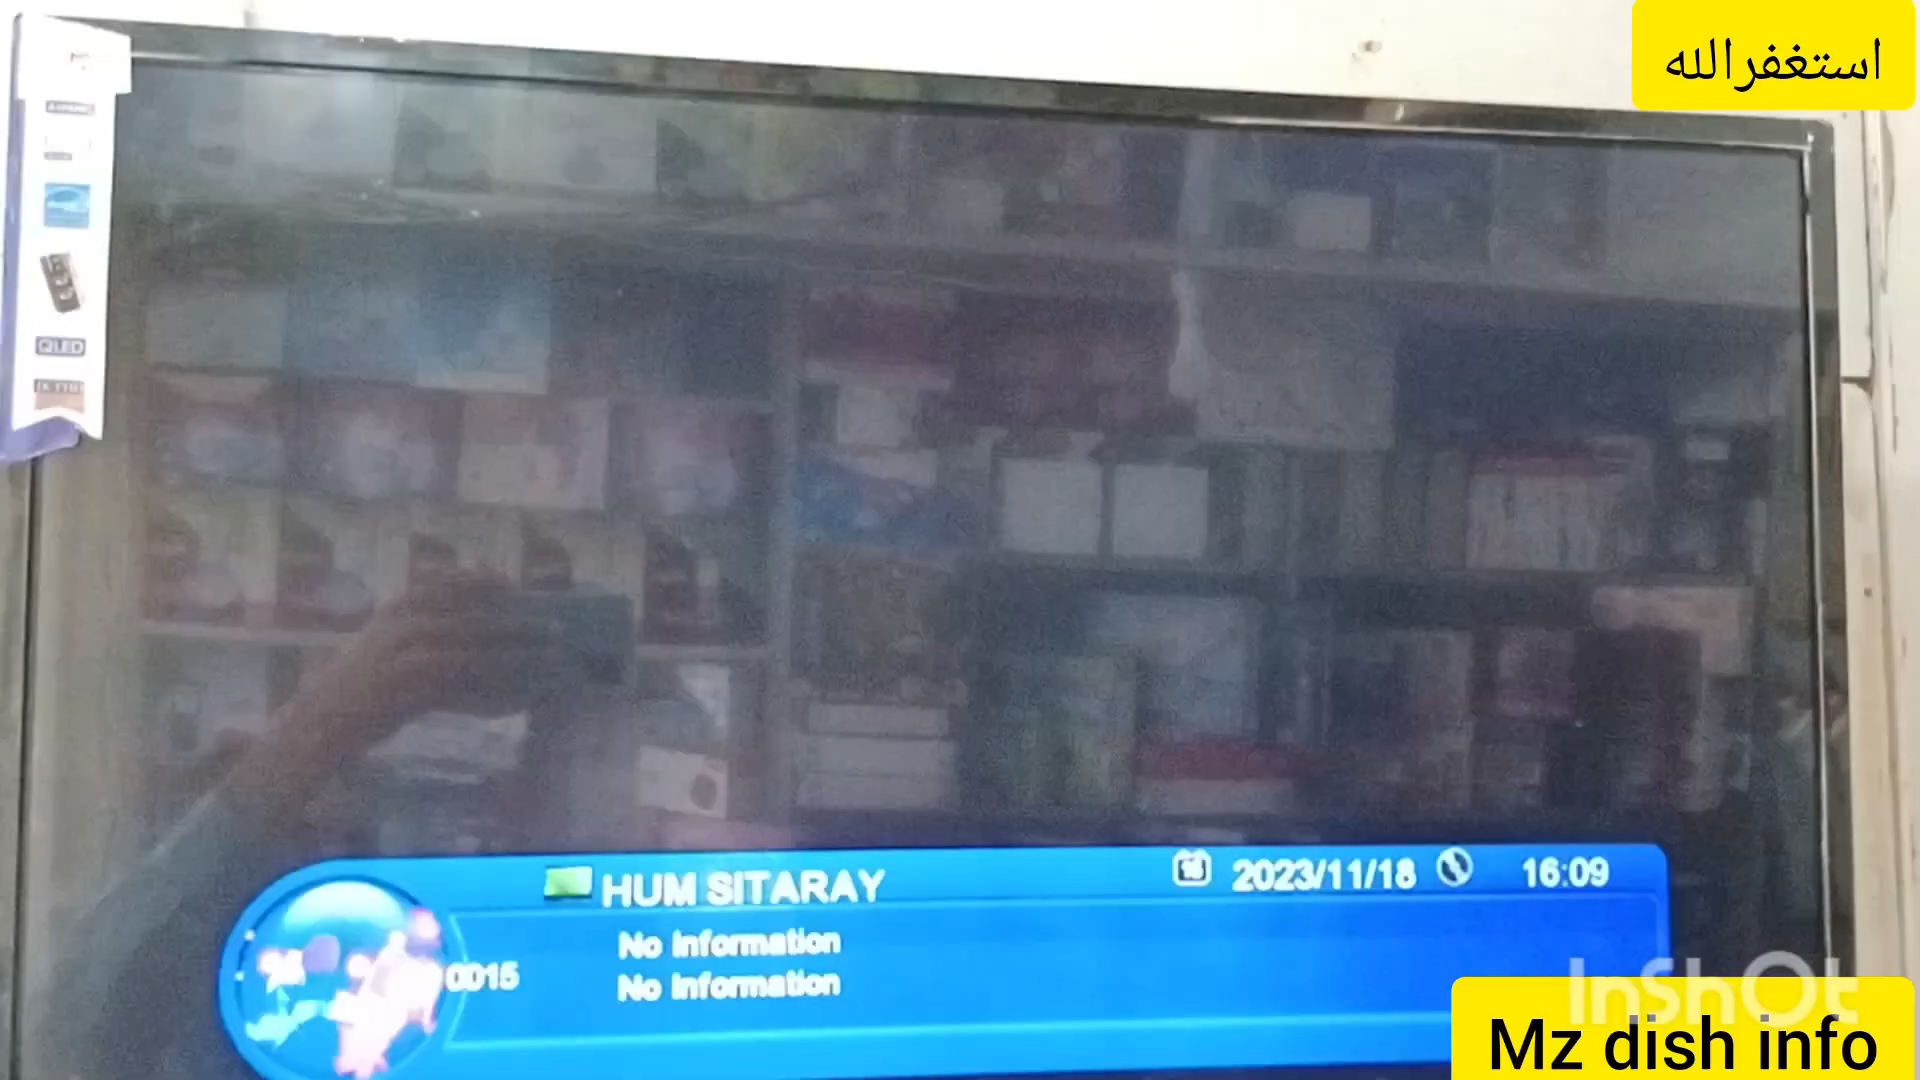 استغفرالله
QLED
HUM SITARAY
2023/11/18
16:09
No Information
0015
No Information
InShOt
Mz dish info